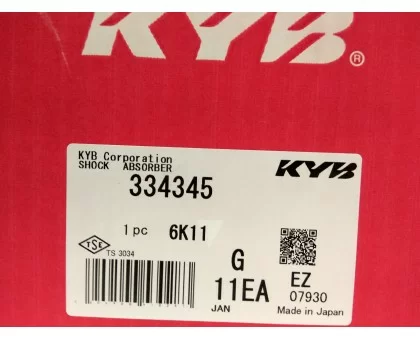 KYB®
KYB Corporation
SHOCK ABSORBER
KYB
334345
1 pc 6K11
TSE
TS 3034
G
11EA
EZ
07930
JAN
Made in Japan